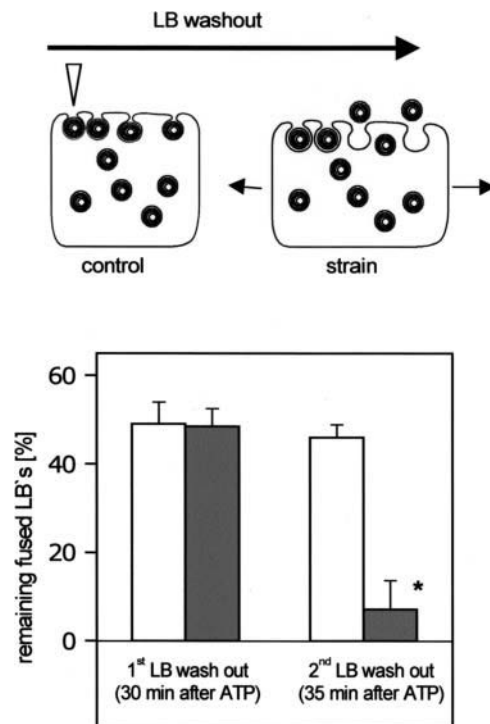 LB washout
control
strain
remaining fused LB`s [%]
60
40
20
0
*
1st LB wash out
(30 min after ATP)
2nd LB wash out
(35 min after ATP)